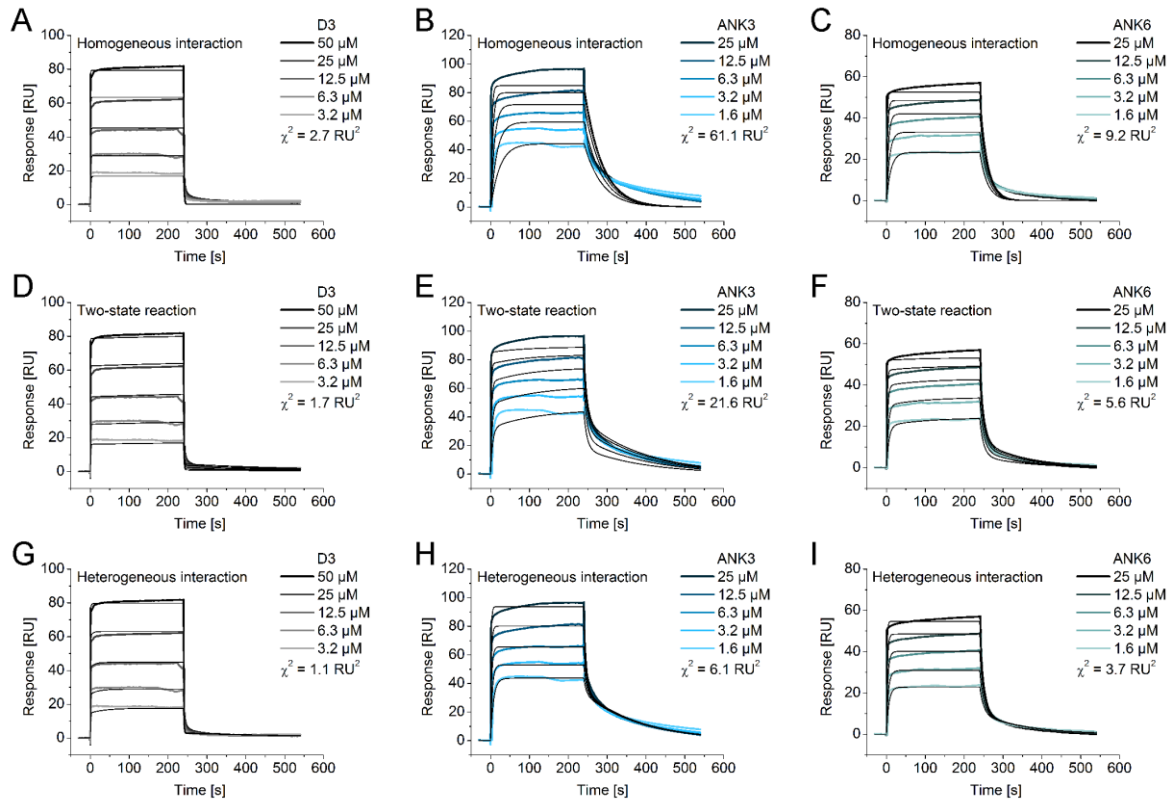 A
Homogeneous interaction
D3
50 µM
25 µM
12.5 µM
6.3 µM
3.2 µM
χ² = 2.7 RU²
100
80
60
40
20
0
Response [RU]
0 100 200 300 400 500 600
Time [s]
B
Homogeneous interaction
ANK3
25 µM
12.5 µM
6.3 µM
3.2 µM
1.6 µM
χ² = 61.1 RU²
120
100
80
60
40
20
0
Response [RU]
0 100 200 300 400 500 600
Time [s]
C
Homogeneous interaction
ANK6
25 µM
12.5 µM
6.3 µM
3.2 µM
1.6 µM
χ² = 9.2 RU²
80
60
40
20
0
Response [RU]
0 100 200 300 400 500 600
Time [s]
D
Two-state reaction
D3
50 µM
25 µM
12.5 µM
6.3 µM
3.2 µM
χ² = 1.7 RU²
100
80
60
40
20
0
Response [RU]
0 100 200 300 400 500 600
Time [s]
E
Two-state reaction
ANK3
25 µM
12.5 µM
6.3 µM
3.2 µM
1.6 µM
χ² = 21.6 RU²
120
100
80
60
40
20
0
Response [RU]
0 100 200 300 400 500 600
Time [s]
F
Two-state reaction
ANK6
25 µM
12.5 µM
6.3 µM
3.2 µM
1.6 µM
χ² = 5.6 RU²
80
60
40
20
0
Response [RU]
0 100 200 300 400 500 600
Time [s]
G
Heterogeneous interaction
D3
50 µM
25 µM
12.5 µM
6.3 µM
3.2 µM
χ² = 1.1 RU²
100
80
60
40
20
0
Response [RU]
0 100 200 300 400 500 600
Time [s]
H
Heterogeneous interaction
ANK3
25 µM
12.5 µM
6.3 µM
3.2 µM
1.6 µM
χ² = 6.1 RU²
120
100
80
60
40
20
0
Response [RU]
0 100 200 300 400 500 600
Time [s]
I
Heterogeneous interaction
ANK6
25 µM
12.5 µM
6.3 µM
3.2 µM
1.6 µM
χ² = 3.7 RU²
80
60
40
20
0
Response [RU]
0 100 200 300 400 500 600
Time [s]